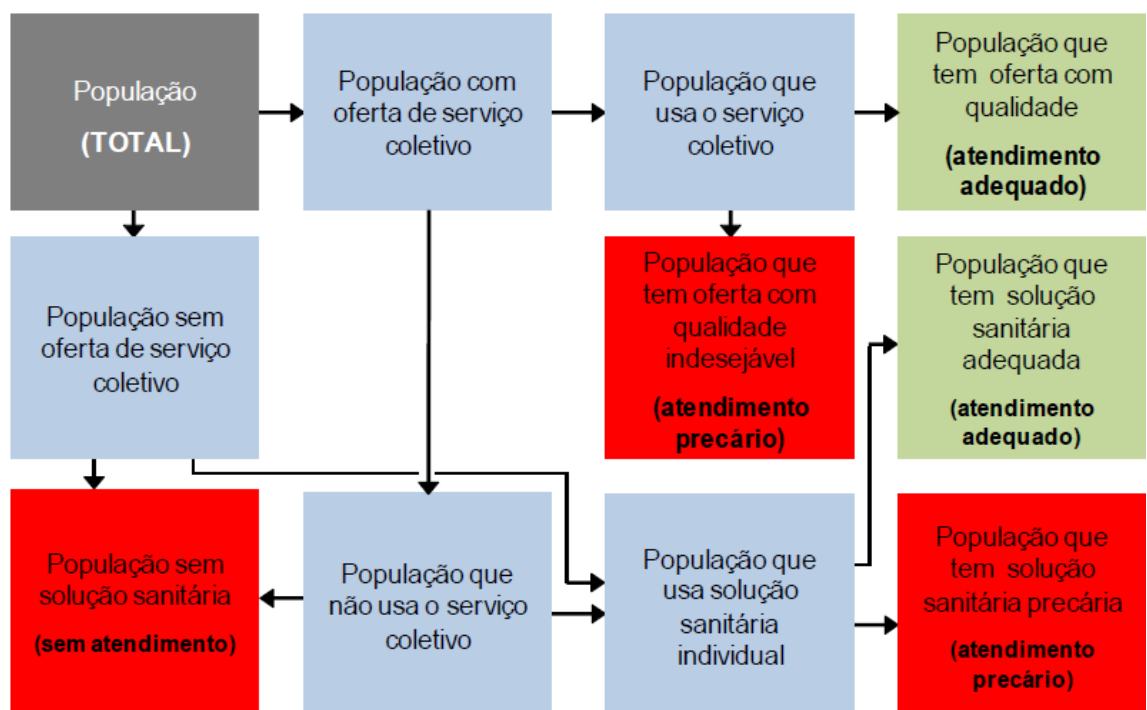 População
(TOTAL)
População com
oferta de serviço
coletivo
População que
usa o serviço
coletivo
População que
tem oferta com
qualidade
(atendimento
adequado)
População sem
oferta de serviço
coletivo
População que
tem oferta com
qualidade
indesejável
(atendimento
precário)
População que
tem solução
sanitária
adequada
(atendimento
adequado)
População sem
solução sanitária
(sem atendimento)
População que
não usa o serviço
coletivo
População que
usa solução
sanitária
individual
População que
tem solução
sanitária precária
(atendimento
precário)